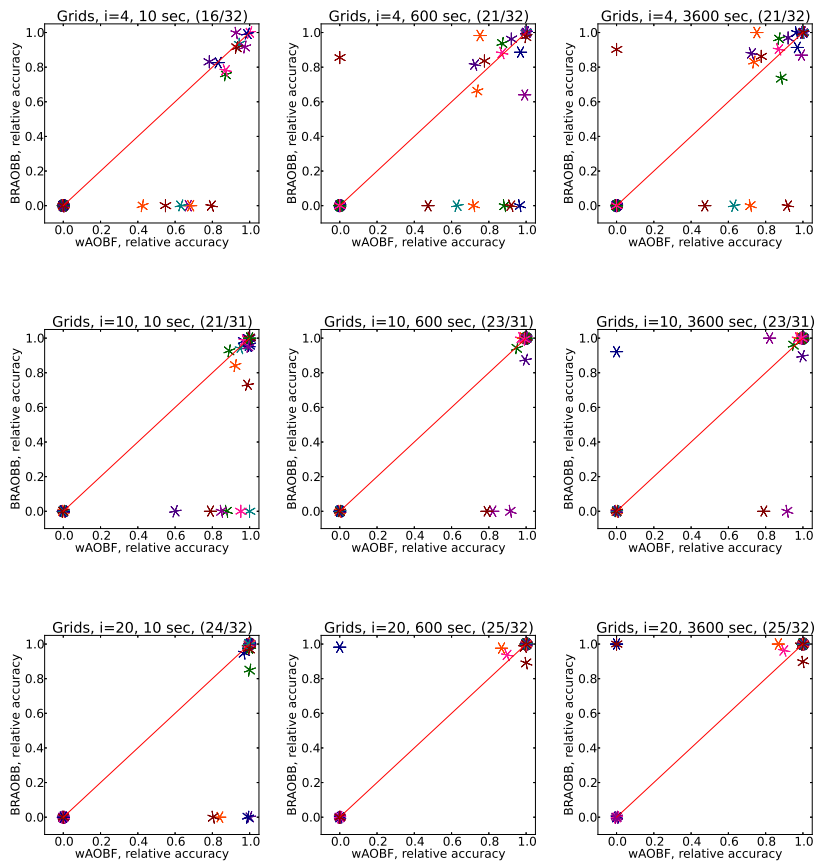 Grids, i=4, 10 sec, (16/32)
BRAOBB, relative accuracy
1.0
0.8
0.6
0.4
0.2
0.0
0.0 0.2 0.4 0.6 0.8 1.0
wAOBF, relative accuracy
Grids, i=4, 600 sec, (21/32)
BRAOBB, relative accuracy
1.0
0.8
0.6
0.4
0.2
0.0
0.0 0.2 0.4 0.6 0.8 1.0
wAOBF, relative accuracy
Grids, i=4, 3600 sec, (21/32)
BRAOBB, relative accuracy
1.0
0.8
0.6
0.4
0.2
0.0
0.0 0.2 0.4 0.6 0.8 1.0
wAOBF, relative accuracy
Grids, i=10, 10 sec, (21/31)
BRAOBB, relative accuracy
1.0
0.8
0.6
0.4
0.2
0.0
0.0 0.2 0.4 0.6 0.8 1.0
wAOBF, relative accuracy
Grids, i=10, 600 sec, (23/31)
BRAOBB, relative accuracy
1.0
0.8
0.6
0.4
0.2
0.0
0.0 0.2 0.4 0.6 0.8 1.0
wAOBF, relative accuracy
Grids, i=10, 3600 sec, (23/31)
BRAOBB, relative accuracy
1.0
0.8
0.6
0.4
0.2
0.0
0.0 0.2 0.4 0.6 0.8 1.0
wAOBF, relative accuracy
Grids, i=20, 10 sec, (24/32)
BRAOBB, relative accuracy
1.0
0.8
0.6
0.4
0.2
0.0
0.0 0.2 0.4 0.6 0.8 1.0
wAOBF, relative accuracy
Grids, i=20, 600 sec, (25/32)
BRAOBB, relative accuracy
1.0
0.8
0.6
0.4
0.2
0.0
0.0 0.2 0.4 0.6 0.8 1.0
wAOBF, relative accuracy
Grids, i=20, 3600 sec, (25/32)
BRAOBB, relative accuracy
1.0
0.8
0.6
0.4
0.2
0.0
0.0 0.2 0.4 0.6 0.8 1.0
wAOBF, relative accuracy